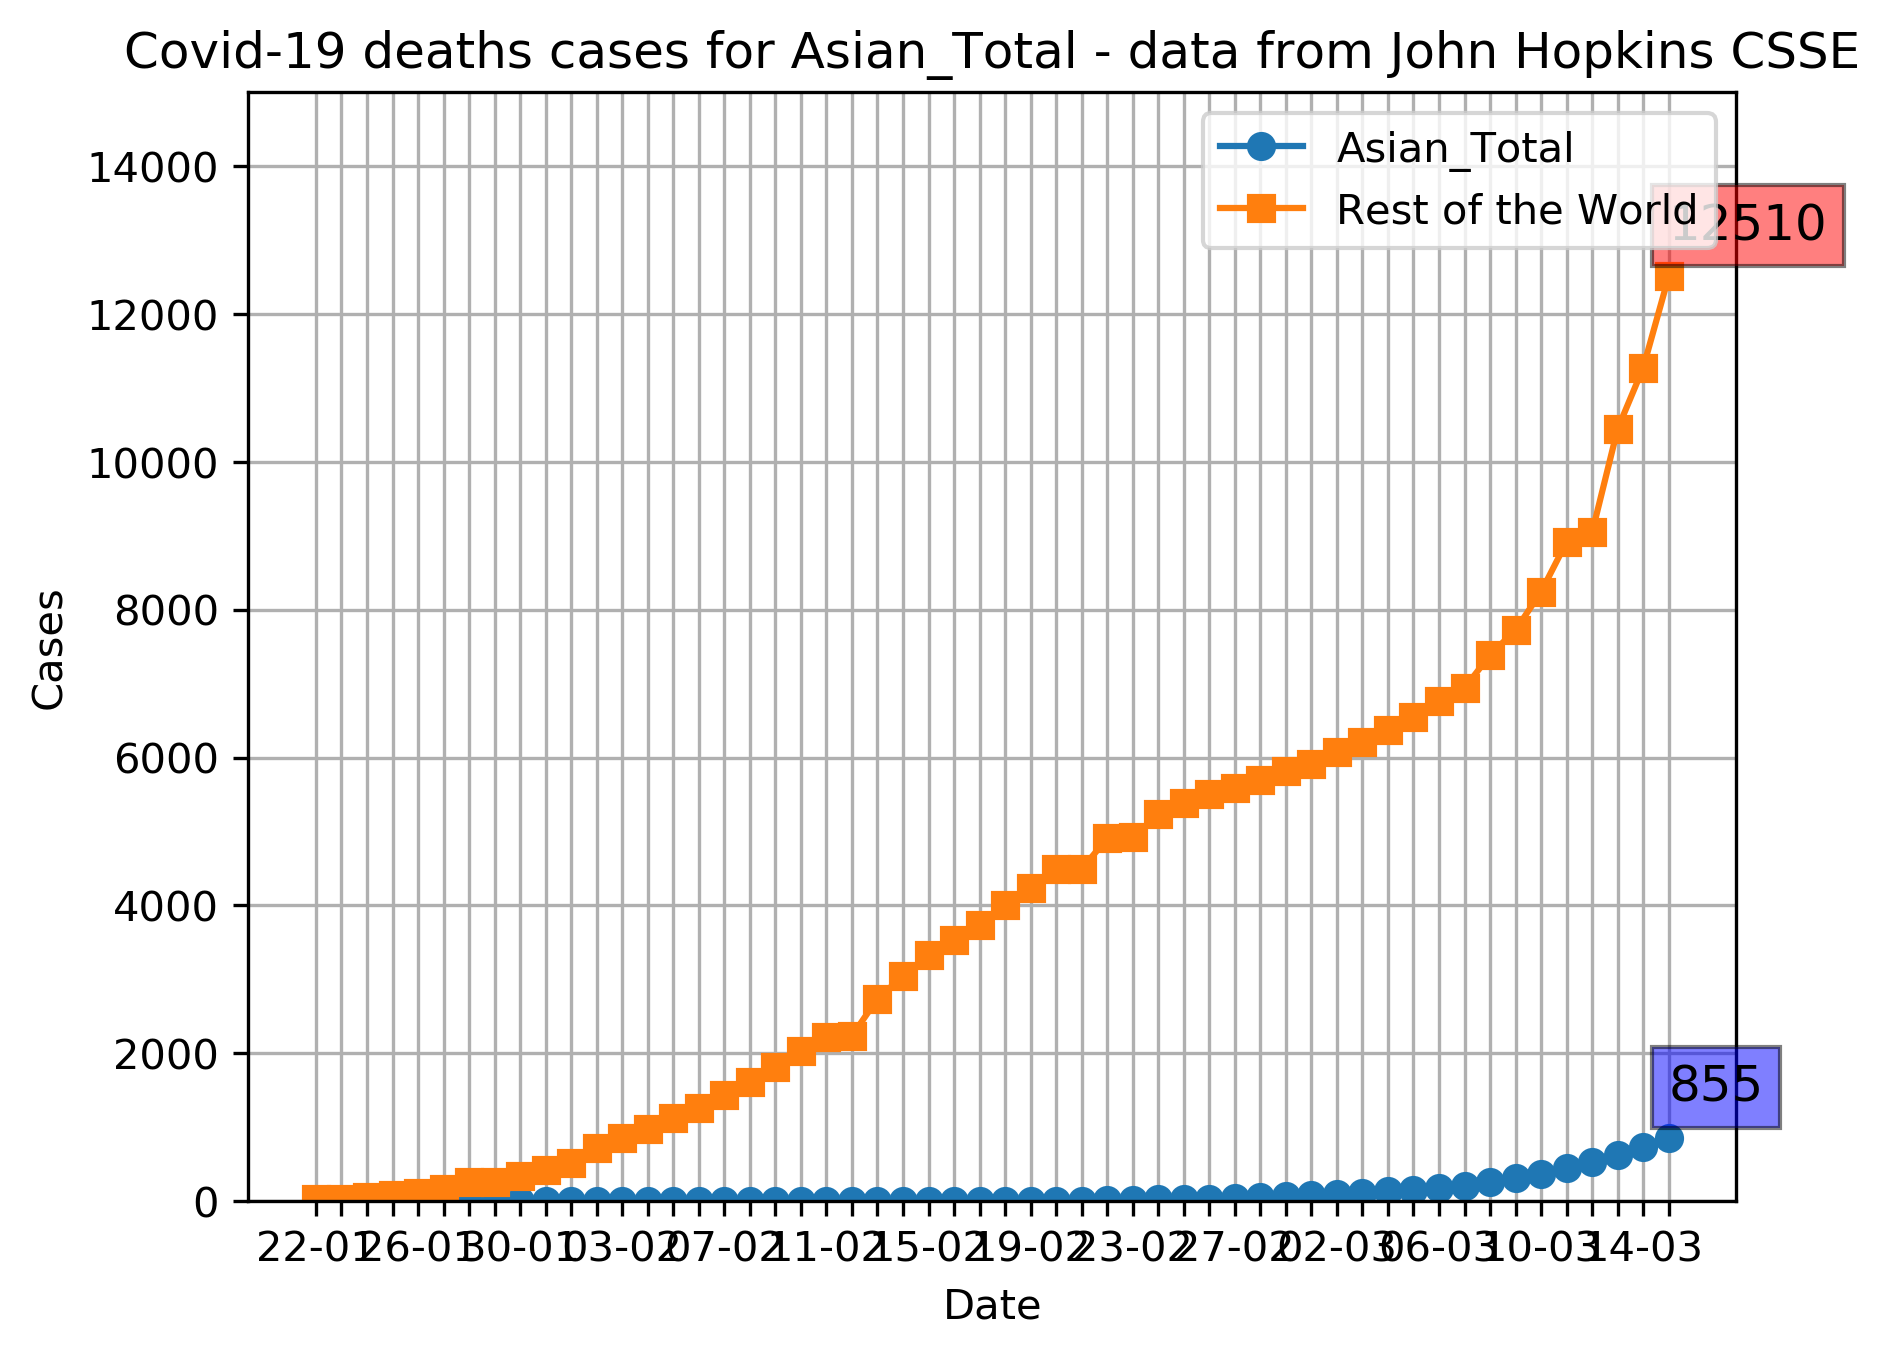 Covid-19 deaths cases for Asian_Total - data from John Hopkins CSSE
Asian_Total
Rest of the World
12510
855
14000
12000
10000
8000
6000
4000
2000
0
Cases
22-01 26-01 30-01 03-02 07-02 11-02 15-02 19-02 23-02 27-02 02-03 06-03 10-03 14-03
Date